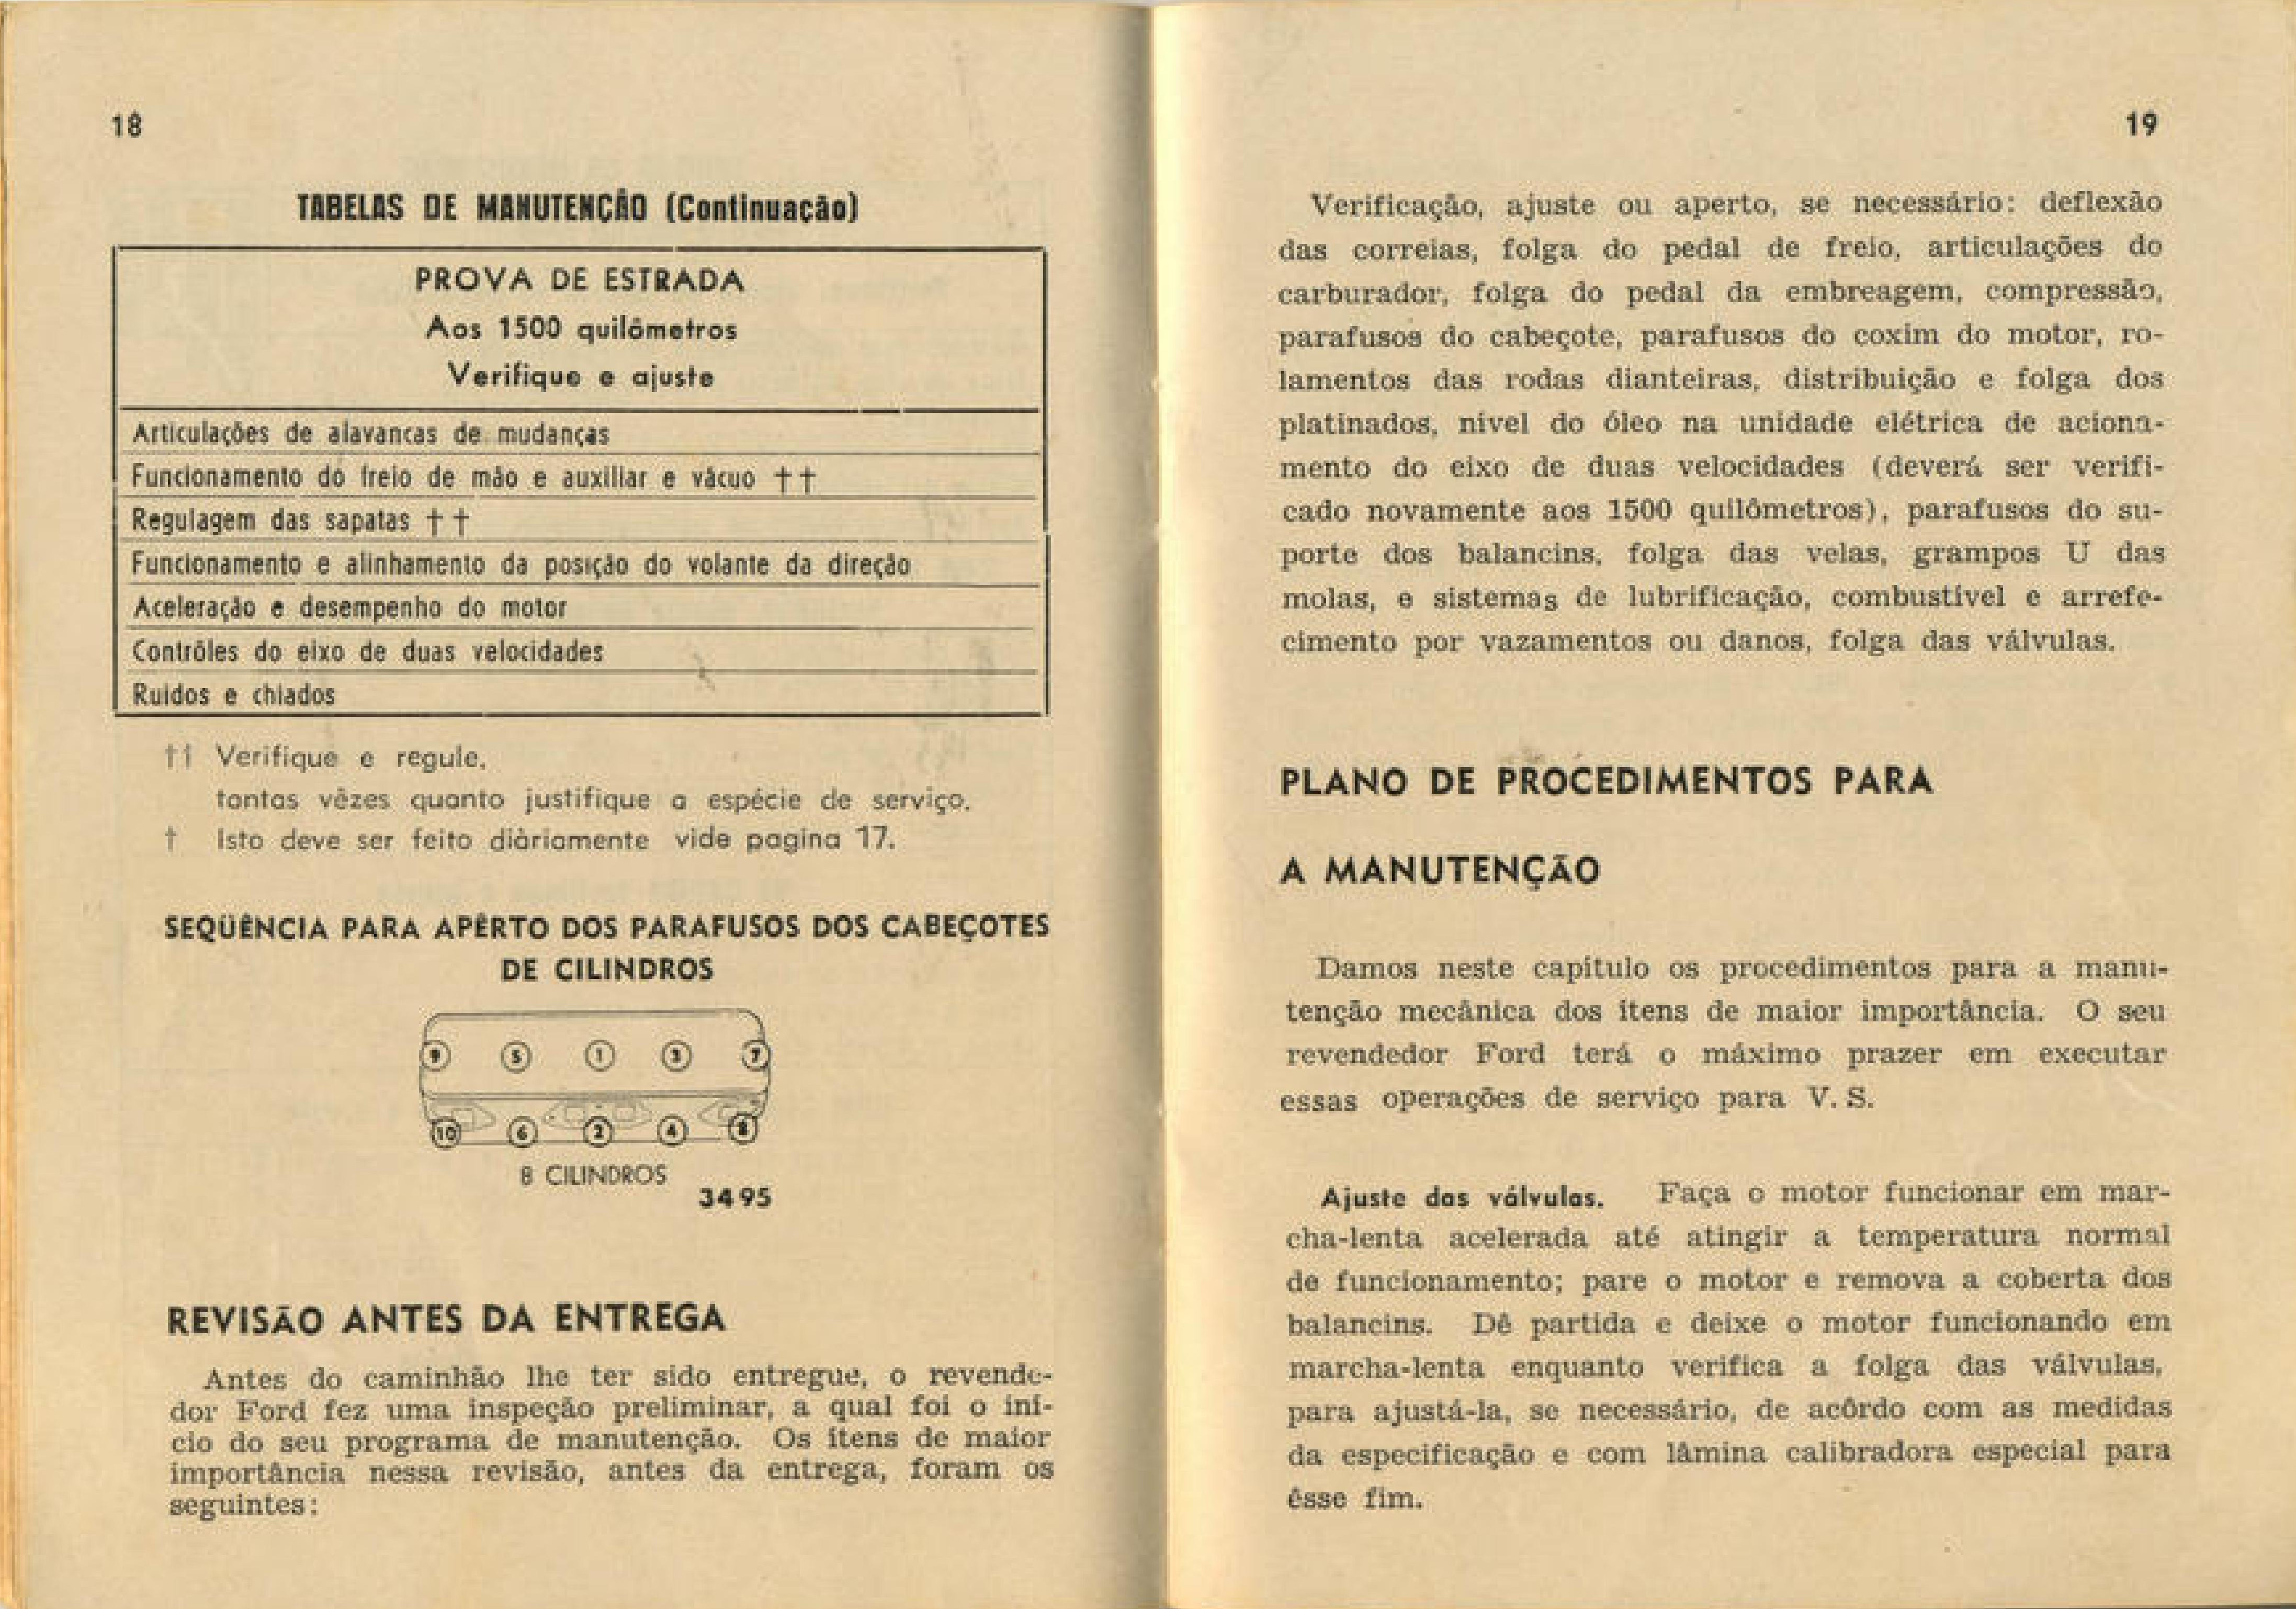 18
TABELAS DE MANUTENÇÃO (Continuação)
PROVA DE ESTRADA
Aos 1500 quilômetros
Verifique e ajuste
Articulações de alavancas de mudanças
Funcionamento do freio de mão e auxiliar e vácuo ††
Regulagem das sapatas ††
Funcionamento e alinhamento da posição do volante da direção
Aceleração e desempenho do motor
Contrôles do eixo de duas velocidades
Ruidos e chiados
†† Verifique e regule.
tantas vêzes quanto justifique a espécie de serviço.
† Isto deve ser feito diàriamente vide pagina 17.
SEQÜÊNCIA PARA APÊRTO DOS PARAFUSOS DOS CABEÇOTES
DE CILINDROS
9 5 1 3 7
10 6 2 4 8
8 CILINDROS
3495
REVISÃO ANTES DA ENTREGA
Antes do caminhão lhe ter sido entregue, o revende-
dor Ford fez uma inspeção preliminar, a qual foi o iní-
cio do seu programa de manutenção. Os ítens de maior
importância nessa revisão, antes da entrega, foram os
seguintes:
19
Verificação, ajuste ou aperto, se necessário: deflexão
das correias, folga do pedal de freio, articulações do
carburador, folga do pedal da embreagem, compressão,
parafusos do cabeçote, parafusos do coxim do motor, ro-
lamentos das rodas dianteiras, distribuição e folga dos
platinados, nivel do óleo na unidade elétrica de aciona-
mento do eixo de duas velocidades (deverá ser verifi-
cado novamente aos 1500 quilômetros), parafusos do su-
porte dos balancins, folga das velas, grampos U das
molas, e sistemas de lubrificação, combustível e arrefe-
cimento por vazamentos ou danos, folga das válvulas.
PLANO DE PROCEDIMENTOS PARA
A MANUTENÇÃO
Damos neste capítulo os procedimentos para a manu-
tenção mecânica dos ítens de maior importância. O seu
revendedor Ford terá o máximo prazer em executar
essas operações de serviço para V. S.
Ajuste das válvulas. Faça o motor funcionar em mar-
cha-lenta acelerada até atingir a temperatura normal
de funcionamento; pare o motor e remova a coberta dos
balancins. Dê partida e deixe o motor funcionando em
marcha-lenta enquanto verifica a folga das válvulas,
para ajustá-la, se necessário, de acôrdo com as medidas
da especificação e com lâmina calibradora especial para
êsse fim.